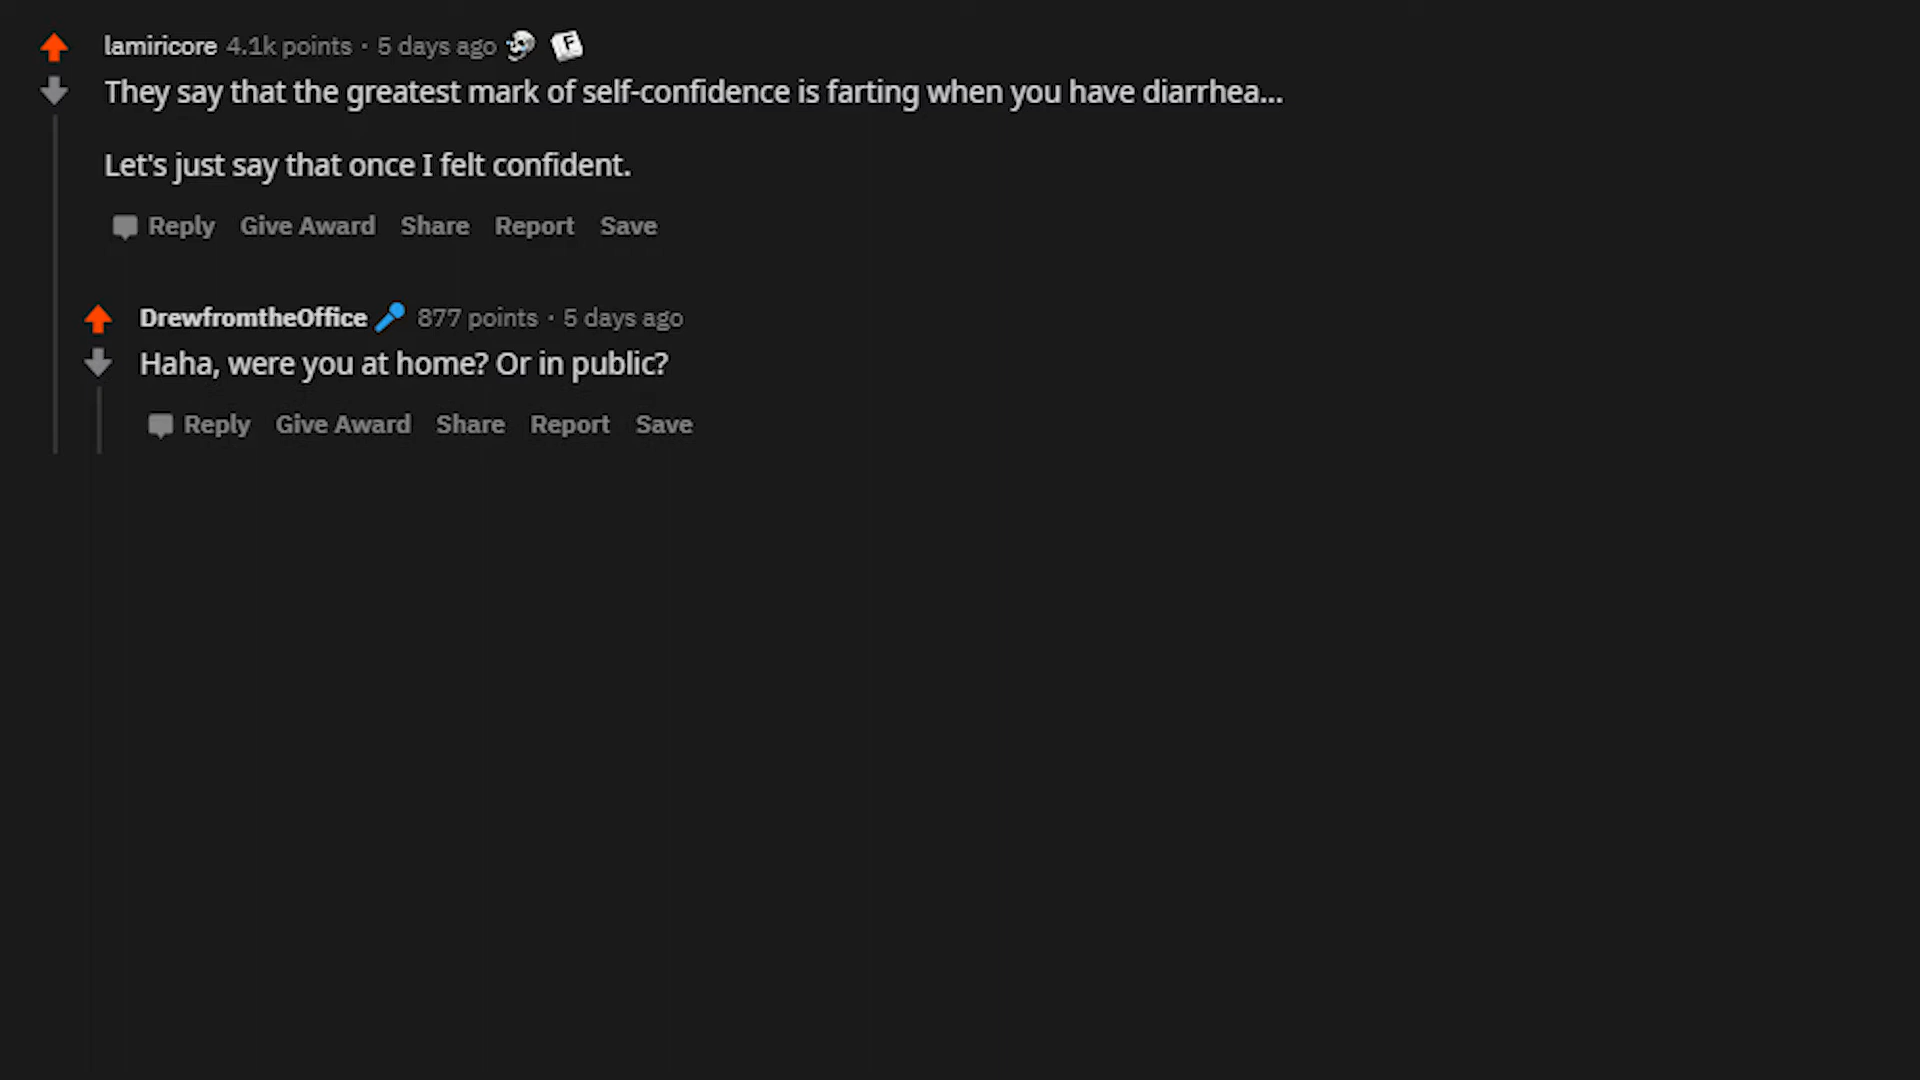 lamiricore 4.1k points · 5 days ago F
They say that the greatest mark of self-confidence is farting when you have diarrhea...
Let's just say that once I felt confident.
Reply Give Award Share Report Save
DrewfromtheOffice 877 points · 5 days ago
Haha, were you at home? Or in public?
Reply Give Award Share Report Save